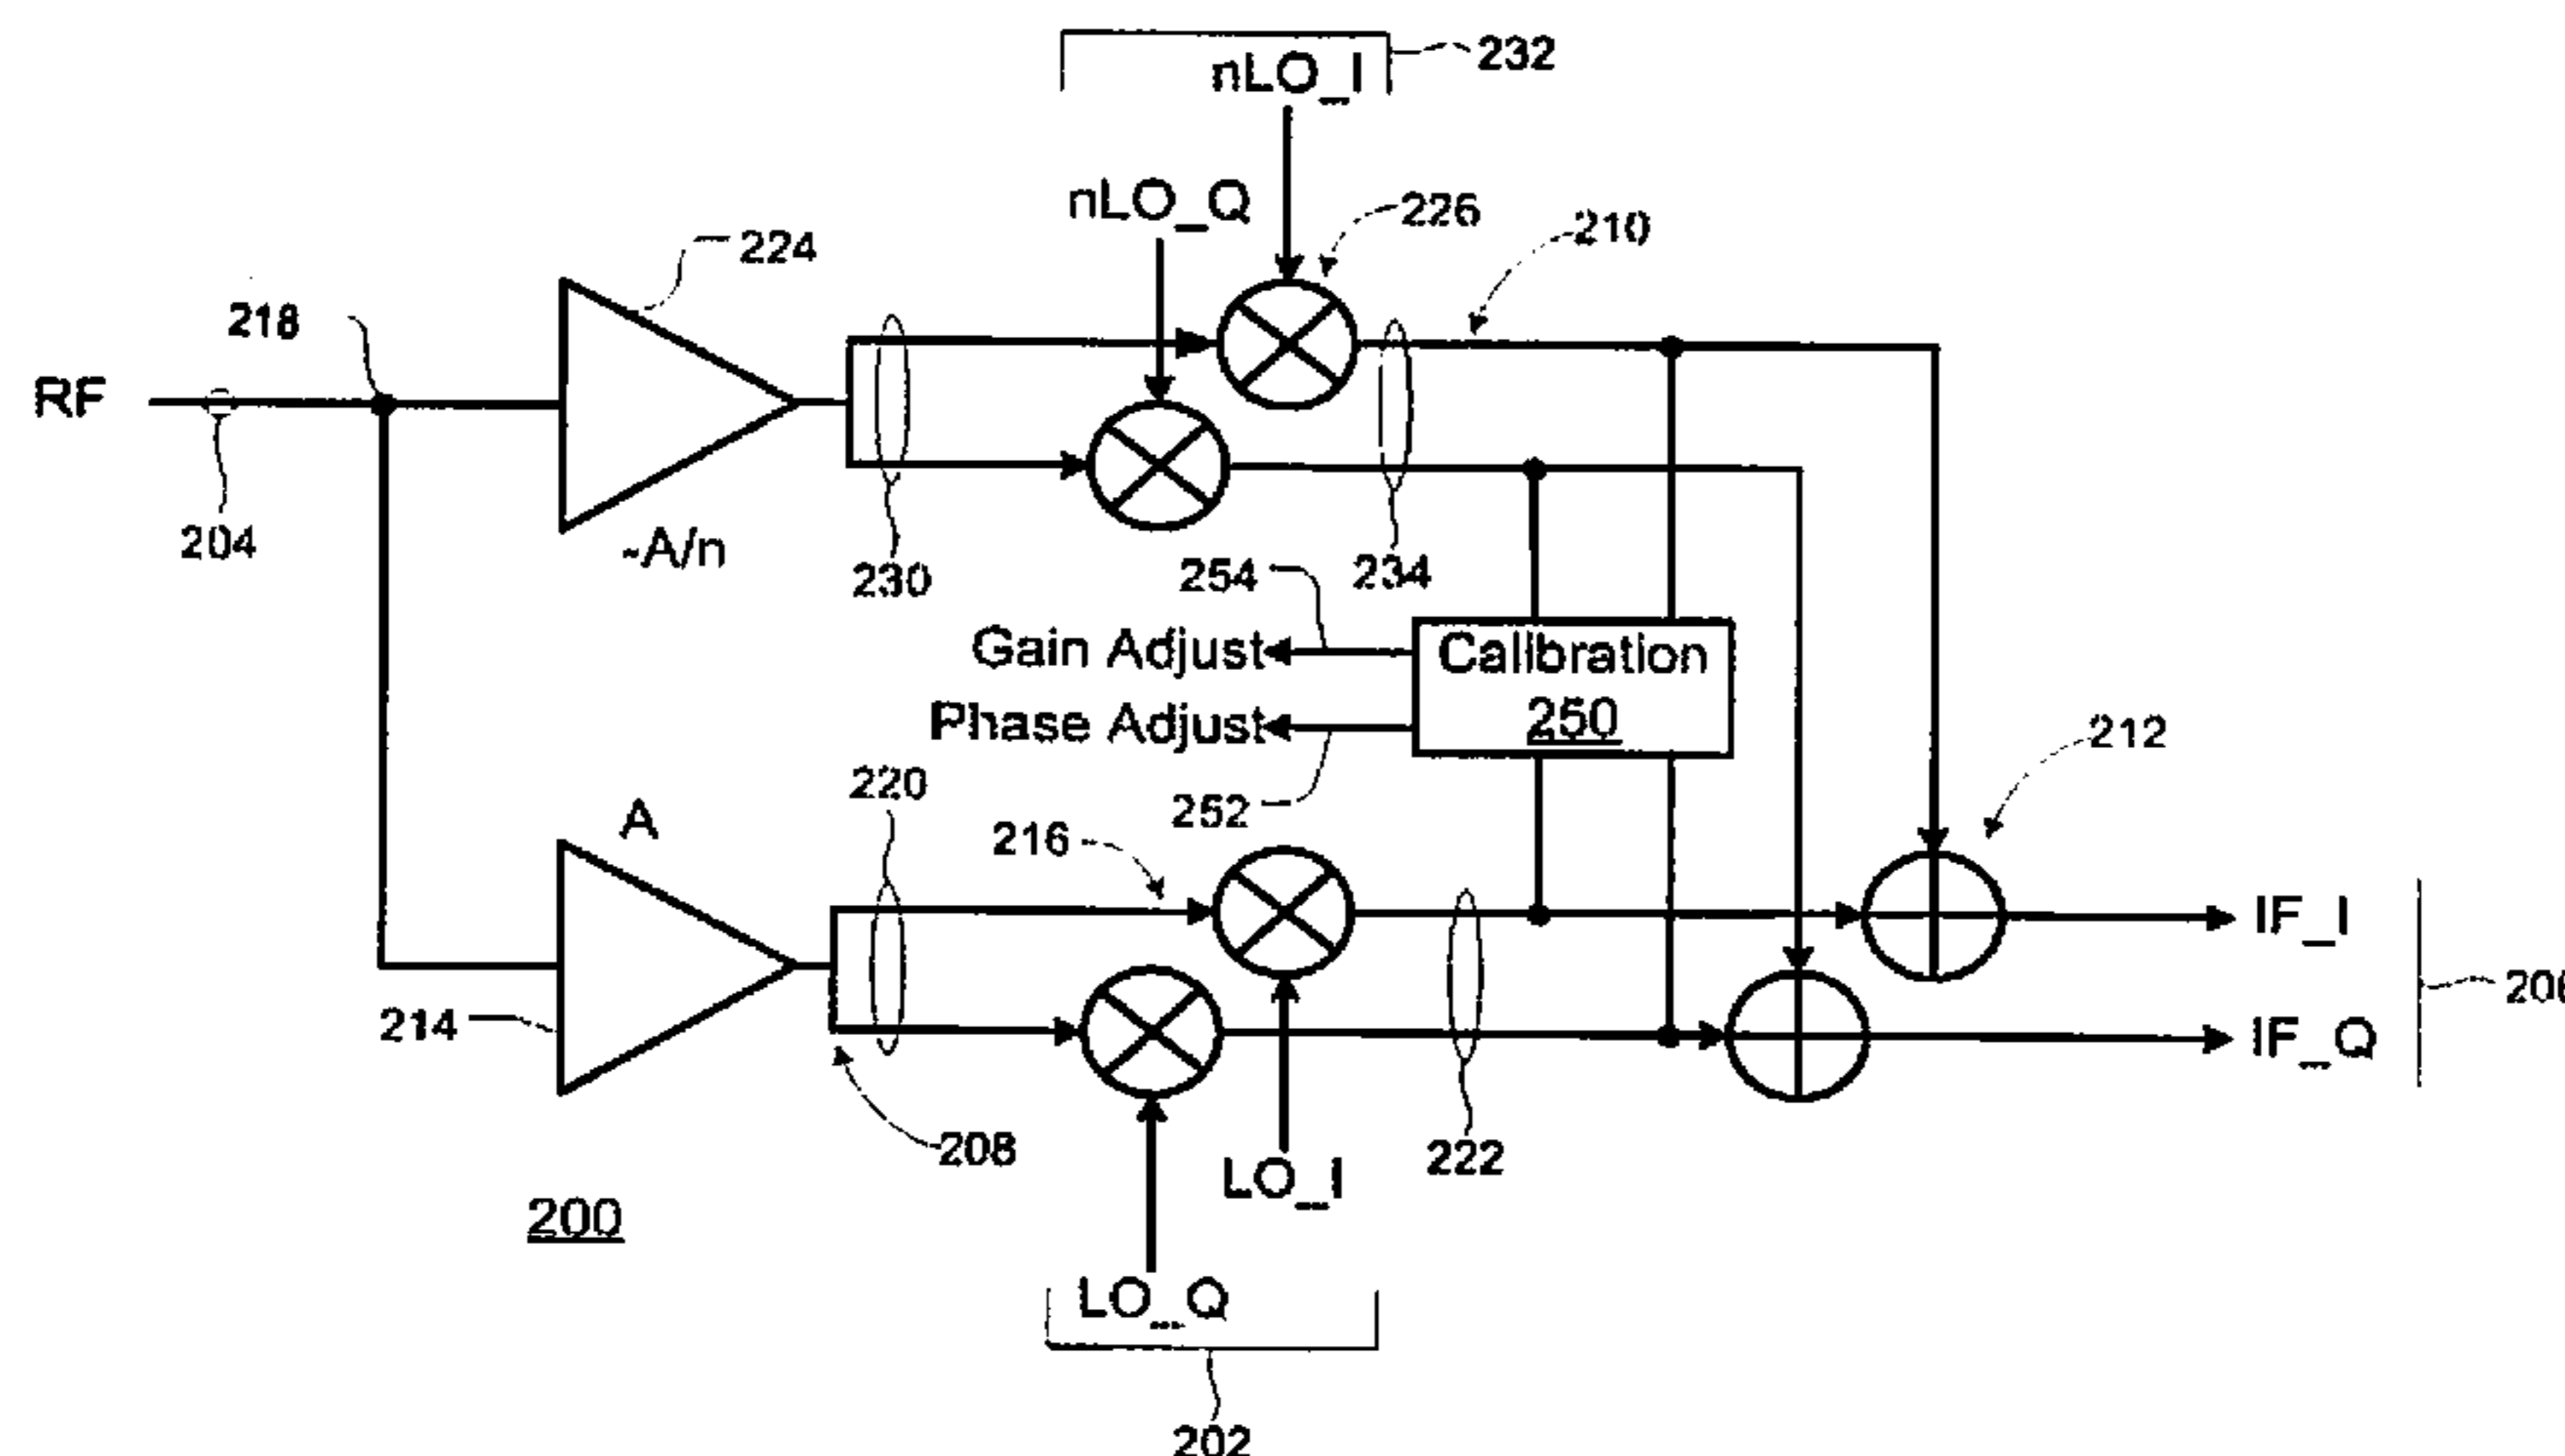 232
nLO_I
nLO_Q
226
210
224
218
RF
204
-A/n
230
234
254
Gain Adjust
Calibration
250
Phase Adjust
252
212
220
A
216
IF_I
206
IF_Q
214
208
222
LO_I
200
LO_Q
202